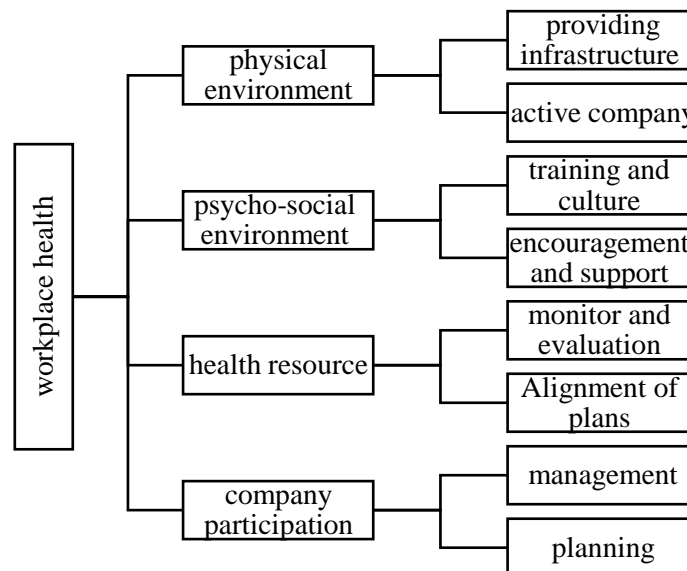 workplace health
physical
environment
providing
infrastructure
active company
psycho-social
environment
training and
culture
encouragement
and support
health resource
monitor and
evaluation
Alignment of
plans
company
participation
management
planning